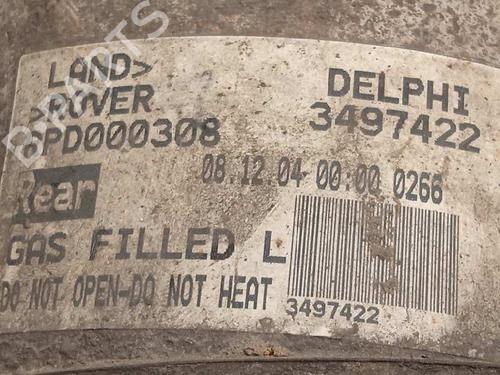 LAND>
>ROVER
PD000308
DELPHI
3497422
08.12.04 00:00 0266
Rear
GAS FILLED L
DO NOT OPEN-DO NOT HEAT
3497422